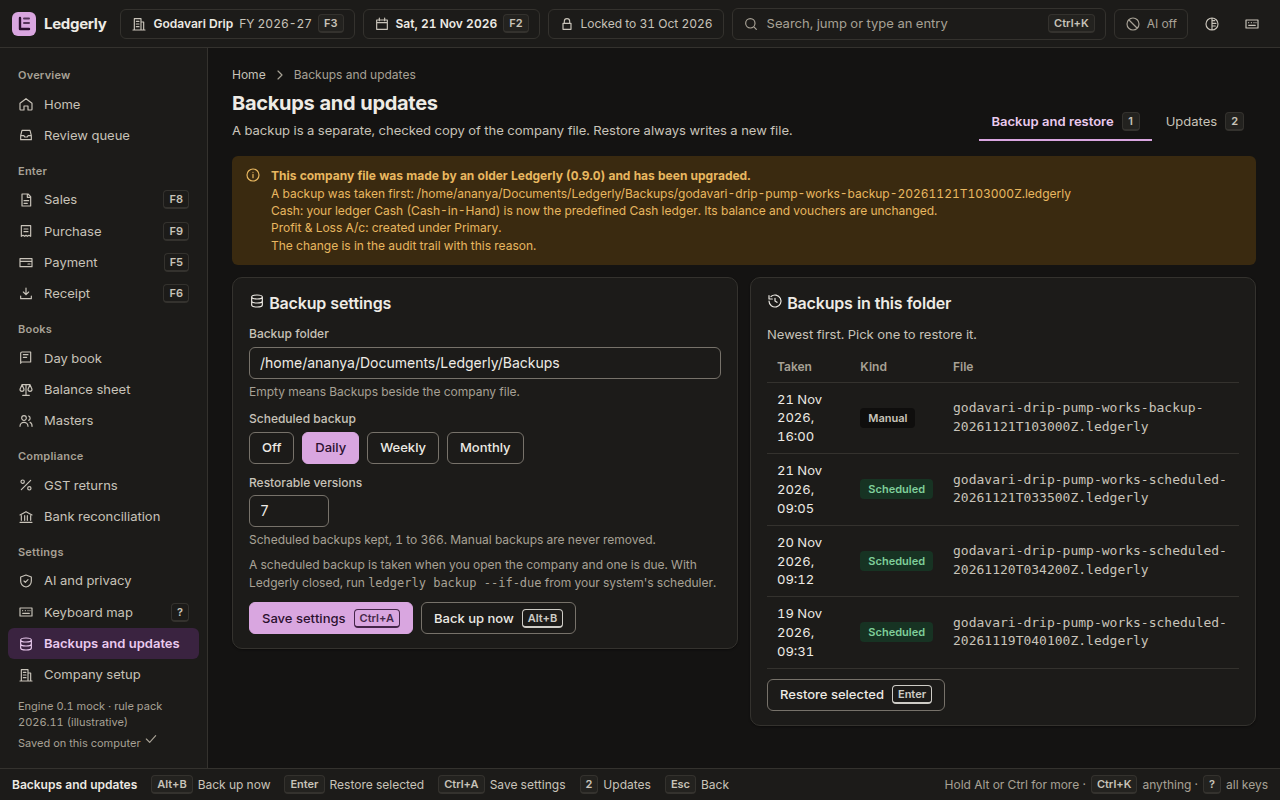 Ledgerly
Godavari Drip FY 2026-27 F3
Sat, 21 Nov 2026 F2
Locked to 31 Oct 2026
Search, jump or type an entry Ctrl+K
AI off
Overview
Home
Review queue
Enter
Sales F8
Purchase F9
Payment F5
Receipt F6
Books
Day book
Balance sheet
Masters
Compliance
GST returns
Bank reconciliation
Settings
AI and privacy
Keyboard map ?
Backups and updates
Company setup
Engine 0.1 mock · rule pack
2026.11 (illustrative)
Saved on this computer
Home > Backups and updates
Backups and updates
A backup is a separate, checked copy of the company file. Restore always writes a new file.
Backup and restore 1
Updates 2
This company file was made by an older Ledgerly (0.9.0) and has been upgraded.
A backup was taken first: /home/ananya/Documents/Ledgerly/Backups/godavari-drip-pump-works-backup-20261121T103000Z.ledgerly
Cash: your ledger Cash (Cash-in-Hand) is now the predefined Cash ledger. Its balance and vouchers are unchanged.
Profit & Loss A/c: created under Primary.
The change is in the audit trail with this reason.
Backup settings
Backup folder
/home/ananya/Documents/Ledgerly/Backups
Empty means Backups beside the company file.
Scheduled backup
Off Daily Weekly Monthly
Restorable versions
7
Scheduled backups kept, 1 to 366. Manual backups are never removed.
A scheduled backup is taken when you open the company and one is due. With
Ledgerly closed, run ledgerly backup --if-due from your system's scheduler.
Save settings Ctrl+A
Back up now Alt+B
Backups in this folder
Newest first. Pick one to restore it.
Taken Kind File
21 Nov
2026,
16:00
Manual
godavari-drip-pump-works-backup-
20261121T103000Z.ledgerly
21 Nov
2026,
09:05
Scheduled
godavari-drip-pump-works-scheduled-
20261121T033500Z.ledgerly
20 Nov
2026,
09:12
Scheduled
godavari-drip-pump-works-scheduled-
20261120T034200Z.ledgerly
19 Nov
2026,
09:31
Scheduled
godavari-drip-pump-works-scheduled-
20261119T040100Z.ledgerly
Restore selected Enter
Backups and updates Alt+B Back up now Enter Restore selected Ctrl+A Save settings 2 Updates Esc Back
Hold Alt or Ctrl for more · Ctrl+K anything · ? all keys